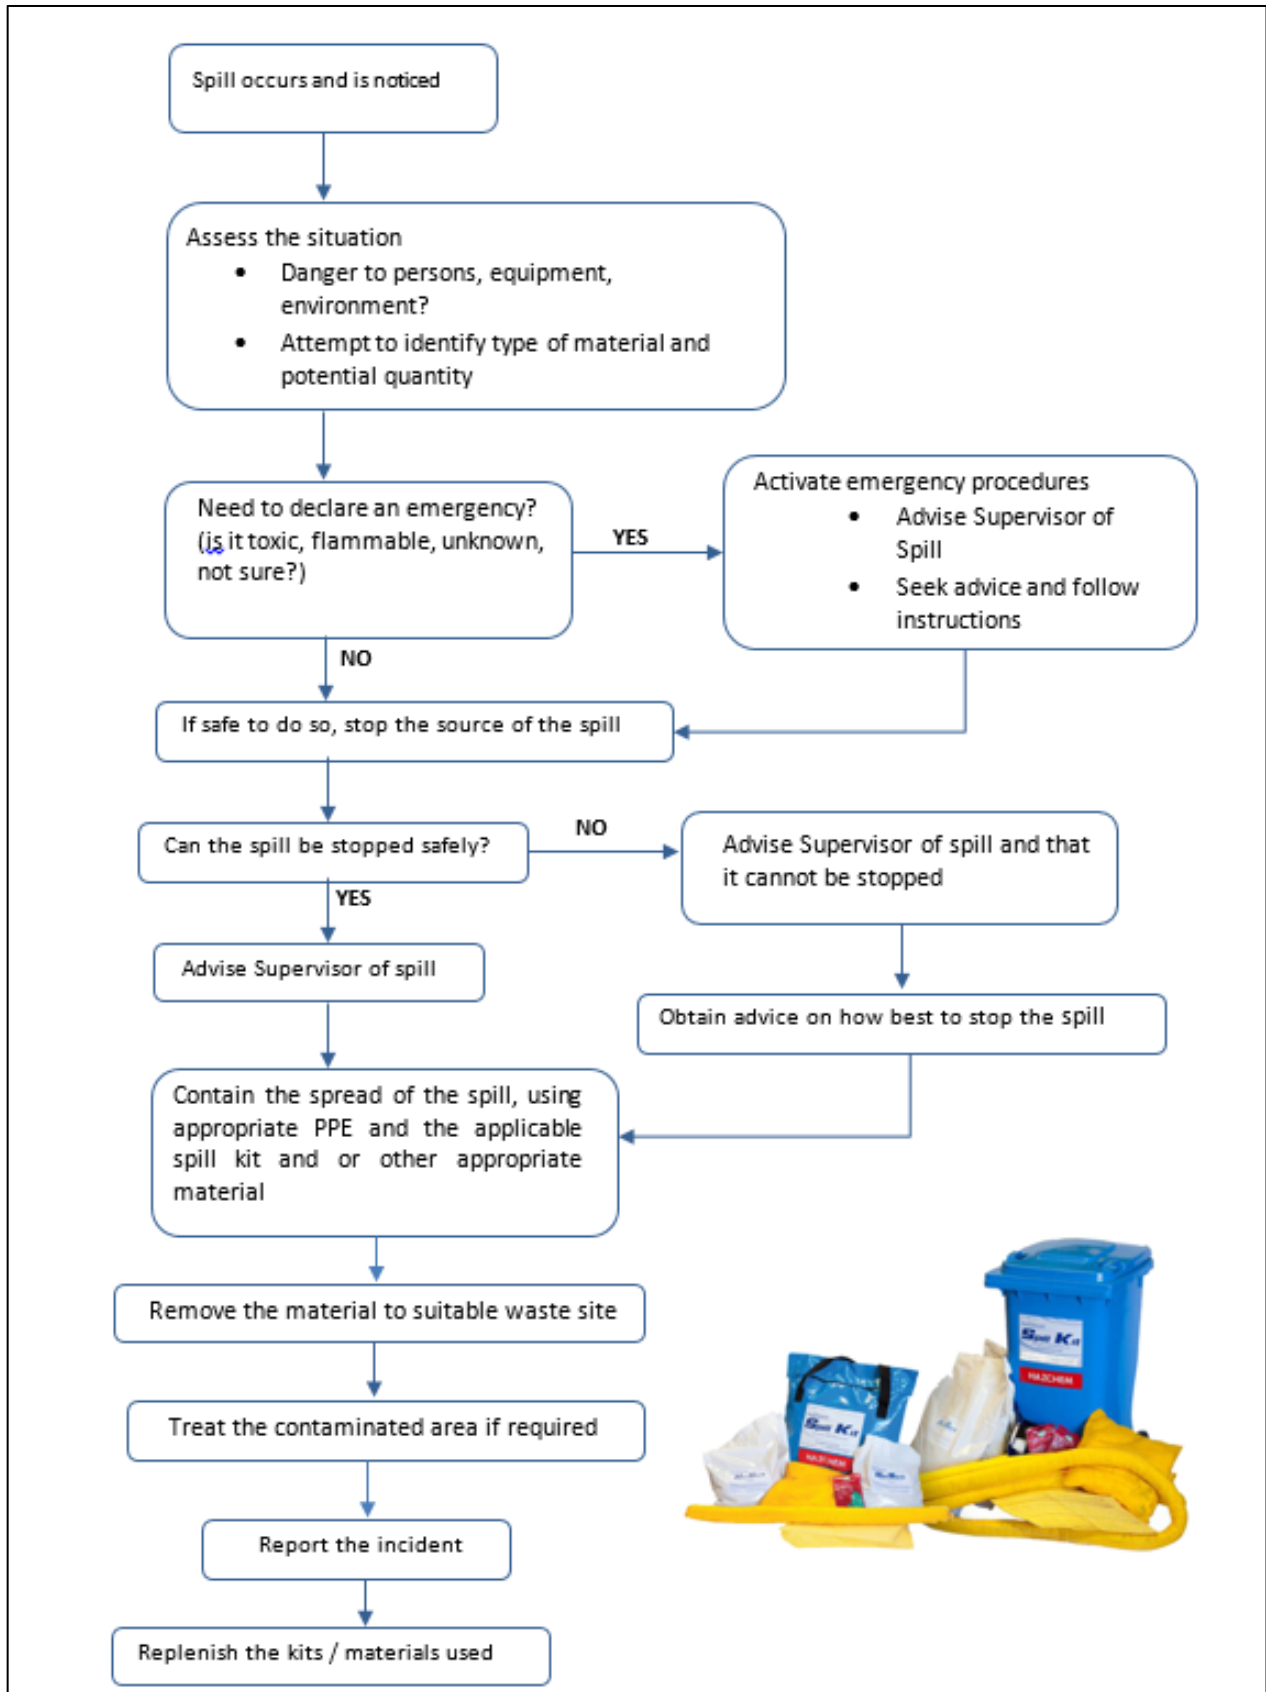 Spill occurs and is noticed
Assess the situation
• Danger to persons, equipment,
environment?
• Attempt to identify type of material and
potential quantity
Need to declare an emergency?
(is it toxic, flammable, unknown,
not sure?)
YES
Activate emergency procedures
• Advise Supervisor of
Spill
• Seek advice and follow
instructions
NO
If safe to do so, stop the source of the spill
Can the spill be stopped safely?
NO
Advise Supervisor of spill and that
it cannot be stopped
YES
Advise Supervisor of spill
Obtain advice on how best to stop the spill
Contain the spread of the spill, using
appropriate PPE and the applicable
spill kit and or other appropriate
material
Remove the material to suitable waste site
Treat the contaminated area if required
Report the incident
Replenish the kits / materials used
Spill Kit
HAZCHEM
Spill Kit
HAZCHEM